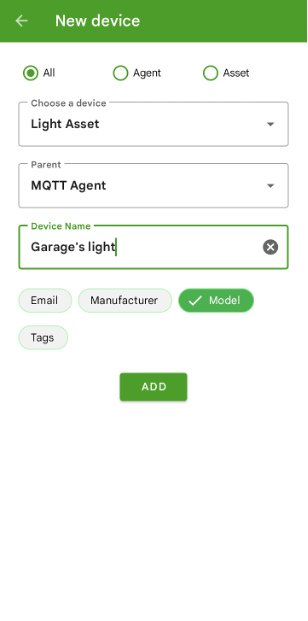 New device
All Agent Asset
Choose a device
Light Asset
Parent
MQTT Agent
Device Name
Garage's light
Email Manufacturer Model
Tags
ADD